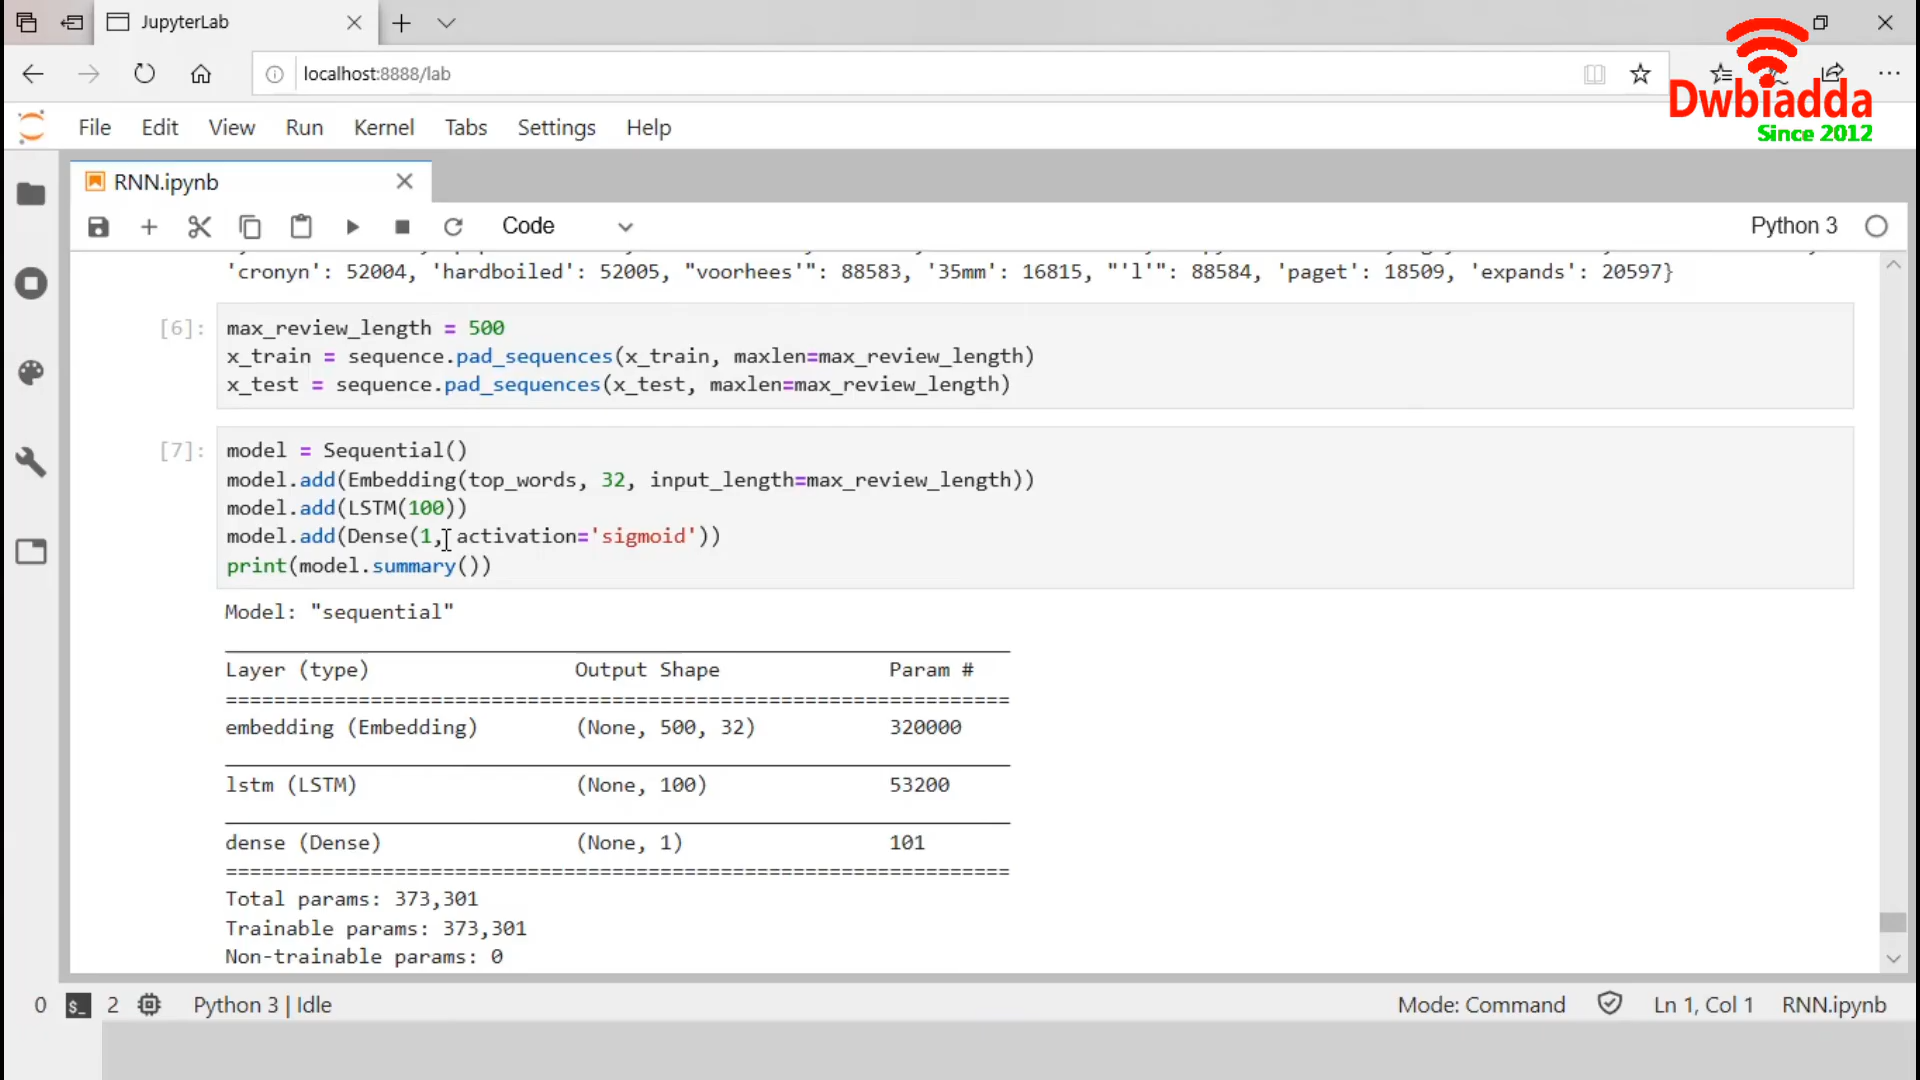 JupyterLab
localhost:8888/lab
Dwbiadda
Since 2012
File Edit View Run Kernel Tabs Settings Help
RNN.ipynb
Code
Python 3
'cronyn': 52004, 'hardboiled': 52005, "voorhees'": 88583, '35mm': 16815, "'l'": 88584, 'paget': 18509, 'expands': 20597}
[6]: max_review_length = 500
x_train = sequence.pad_sequences(x_train, maxlen=max_review_length)
x_test = sequence.pad_sequences(x_test, maxlen=max_review_length)
[7]: model = Sequential()
model.add(Embedding(top_words, 32, input_length=max_review_length))
model.add(LSTM(100))
model.add(Dense(1, activation='sigmoid'))
print(model.summary())
Model: "sequential"
Layer (type) Output Shape Param #
=================================================================
embedding (Embedding) (None, 500, 32) 320000
lstm (LSTM) (None, 100) 53200
dense (Dense) (None, 1) 101
=================================================================
Total params: 373,301
Trainable params: 373,301
Non-trainable params: 0
0 $_ 2 Python 3 | Idle Mode: Command Ln 1, Col 1 RNN.ipynb